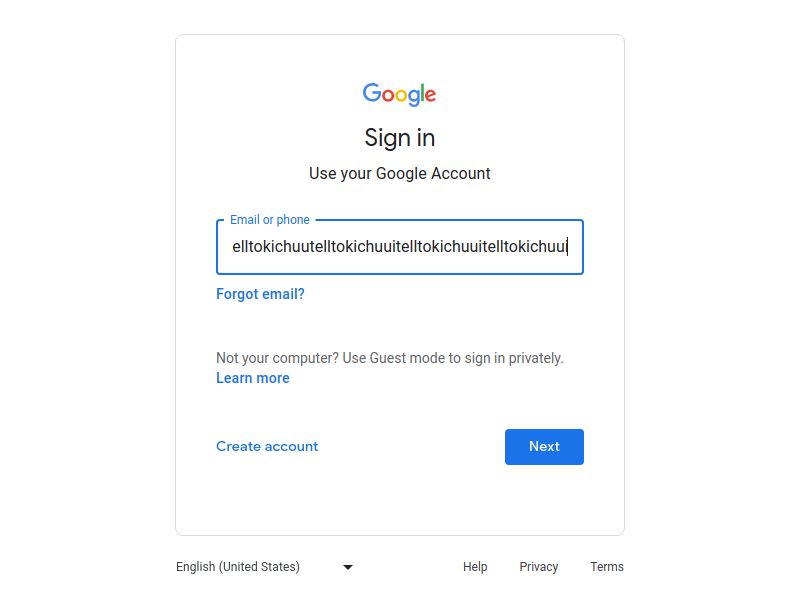 Google
Sign in
Use your Google Account
Email or phone
elltokichuutelltokichuuitelltokichuuitelltokichuui
Forgot email?
Not your computer? Use Guest mode to sign in privately.
Learn more
Create account
Next
English (United States)
Help
Privacy
Terms